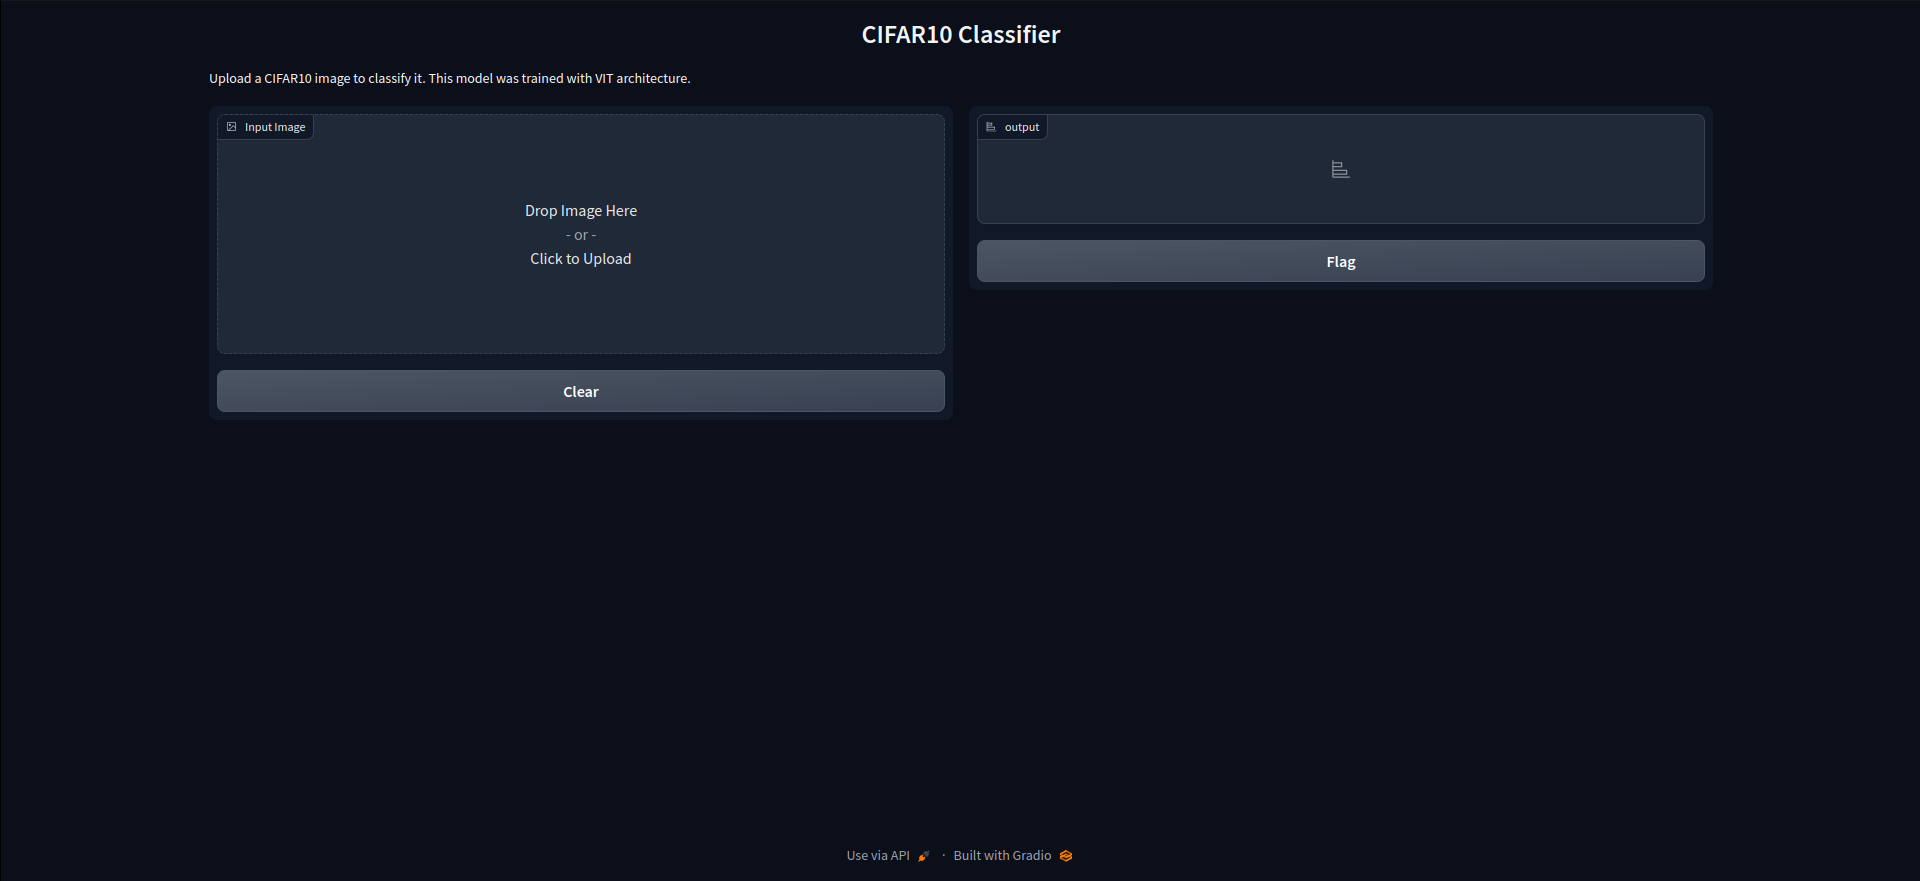 CIFAR10 Classifier
Upload a CIFAR10 image to classify it. This model was trained with VIT architecture.
Input Image
Drop Image Here
- or -
Click to Upload
Clear
output
Flag
Use via API · Built with Gradio